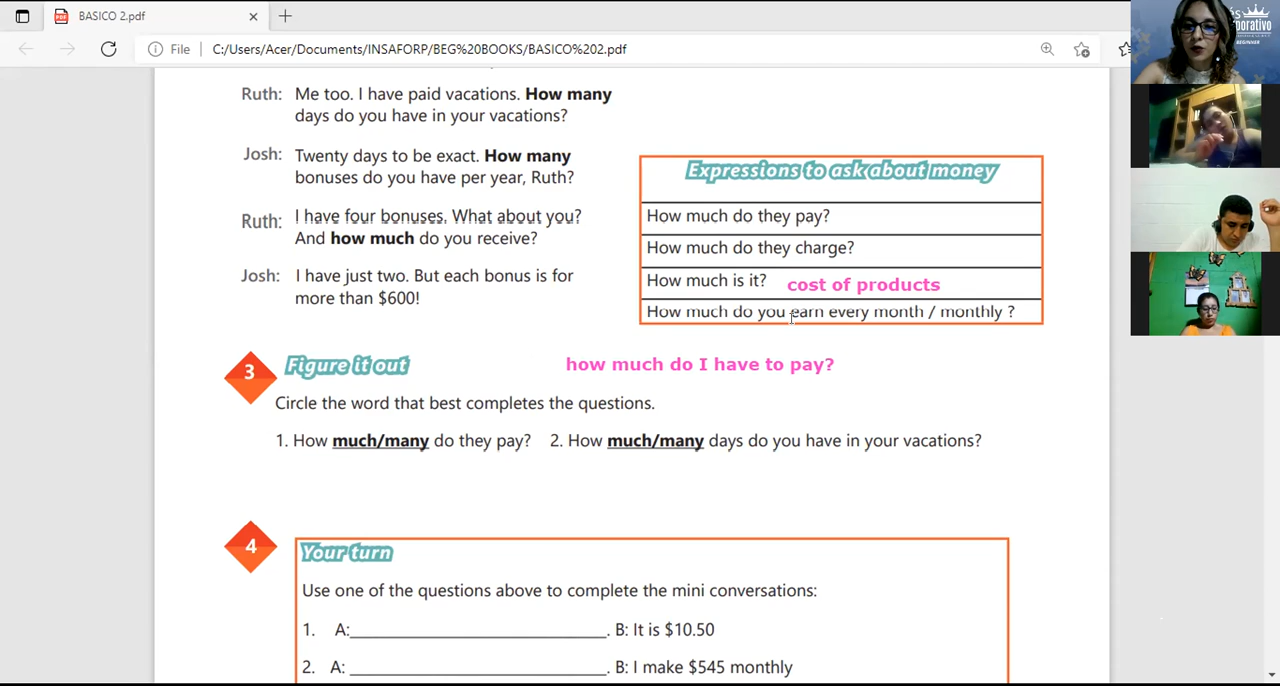 BASICO 2.pdf
File
C:/Users/Acer/Documents/INSAFORP/BEG%20BOOKS/BASICO%202.pdf
orporativo
BEGINNER
Ruth: Me too. I have paid vacations. How many
days do you have in your vacations?
Josh: Twenty days to be exact. How many
bonuses do you have per year, Ruth?
Ruth: I have four bonuses. What about you?
And how much do you receive?
Josh: I have just two. But each bonus is for
more than $600!
Expressions to ask about money
How much do they pay?
How much do they charge?
How much is it? cost of products
How much do you earn every month / monthly ?
how much do I have to pay?
3 Figure it out
Circle the word that best completes the questions.
1. How much/many do they pay? 2. How much/many days do you have in your vacations?
4 Your turn
Use one of the questions above to complete the mini conversations:
1. A:____________________________. B: It is $10.50
2. A: ____________________________. B: I make $545 monthly